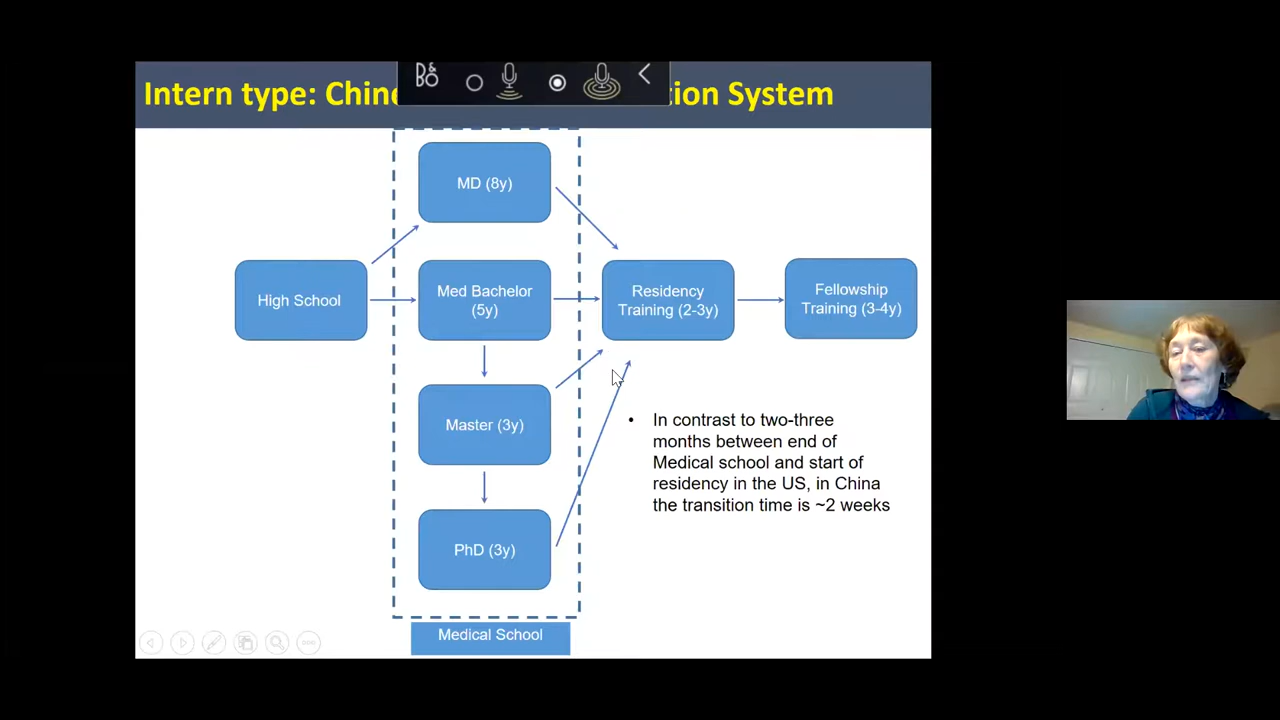 B&O
Intern type: Chine
ion System
MD (8y)
High School
Med Bachelor
(5y)
Residency
Training (2-3y)
Fellowship
Training (3-4y)
Master (3y)
PhD (3y)
• In contrast to two-three
months between end of
Medical school and start of
residency in the US, in China
the transition time is ~2 weeks
Medical School